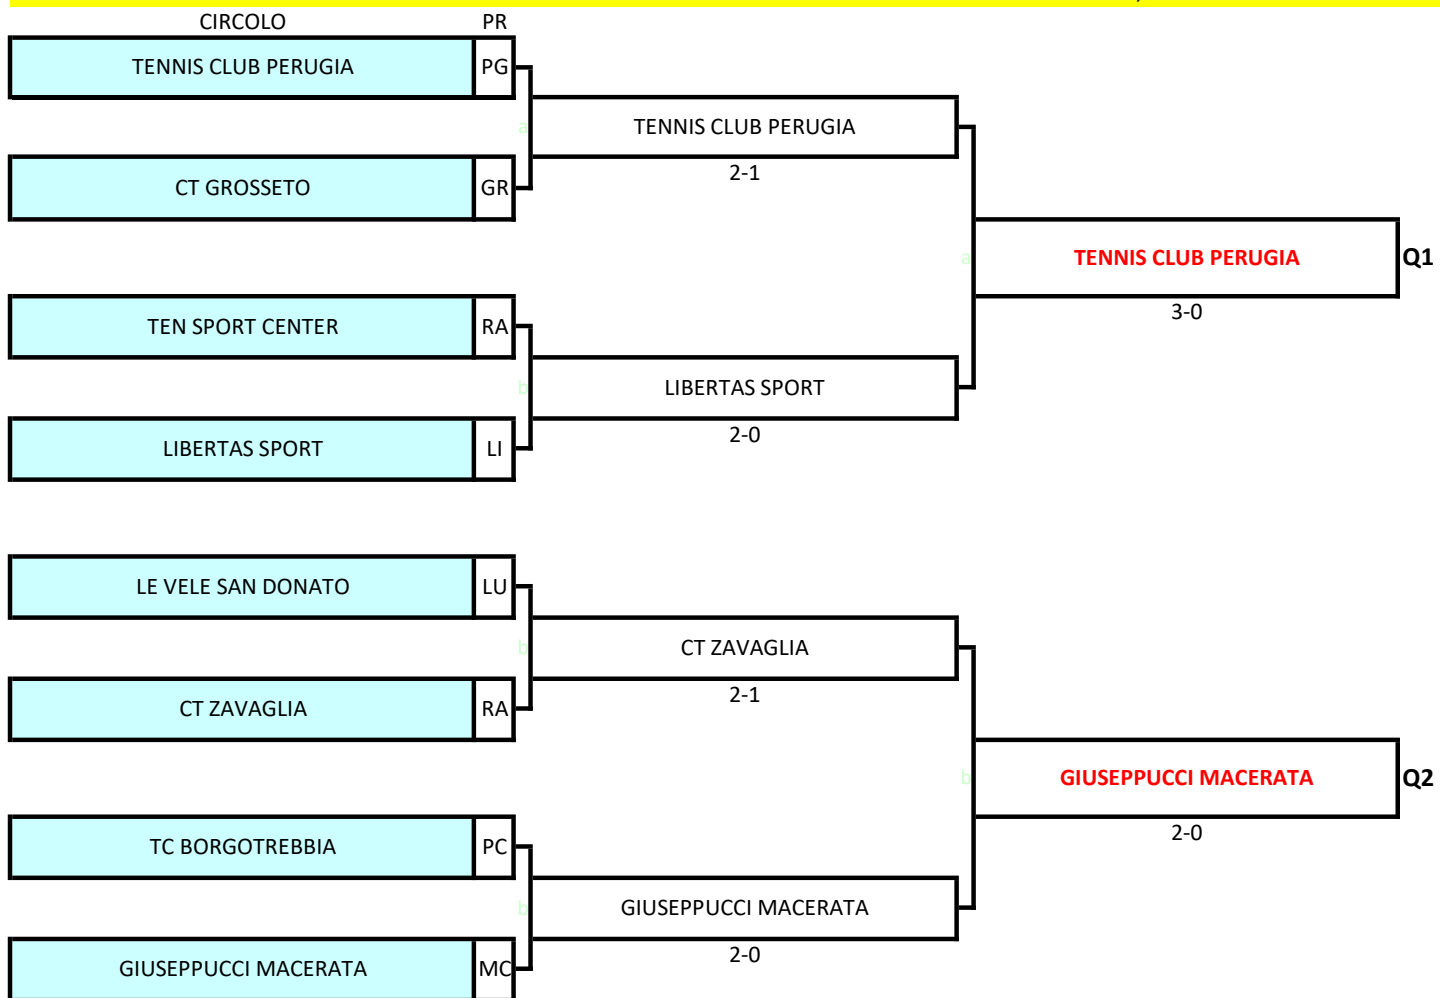 CIRCOLO PR
TENNIS CLUB PERUGIA PG
a TENNIS CLUB PERUGIA
2-1
CT GROSSETO GR
a TENNIS CLUB PERUGIA Q1
3-0
TEN SPORT CENTER RA
b LIBERTAS SPORT
2-0
LIBERTAS SPORT LI
LE VELE SAN DONATO LU
b CT ZAVAGLIA
2-1
CT ZAVAGLIA RA
b GIUSEPPUCCI MACERATA Q2
2-0
TC BORGOTREBBIA PC
b GIUSEPPUCCI MACERATA
2-0
GIUSEPPUCCI MACERATA MC